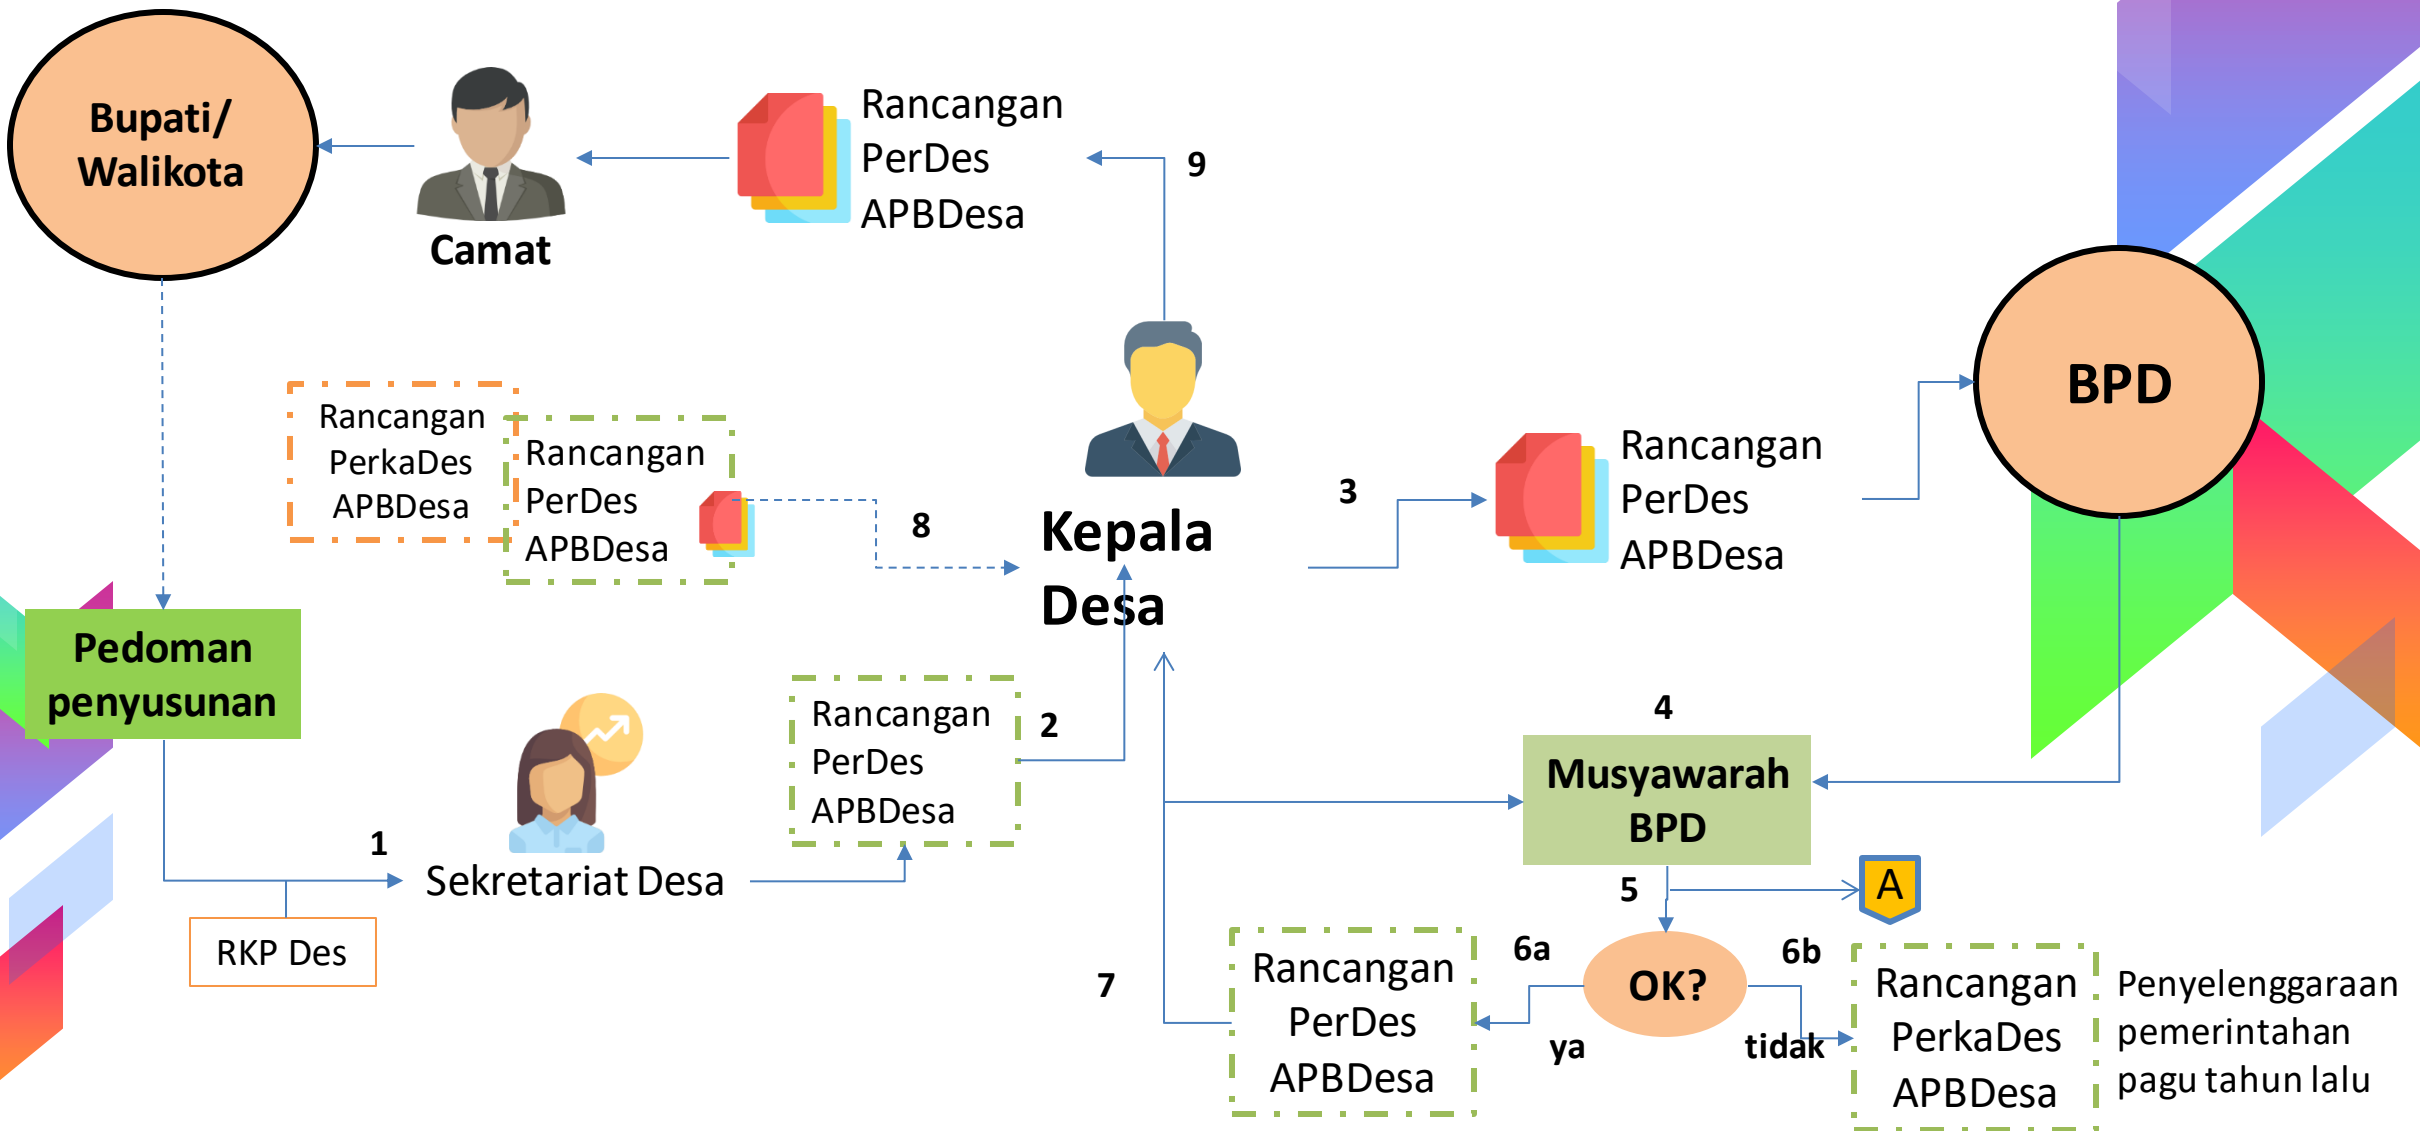 Bupati/
Walikota
Camat
Rancangan
PerDes
APBDesa
9
BPD
Rancangan
PerkaDes
APBDesa
Rancangan
PerDes
APBDesa
8
Kepala
Desa
3
Rancangan
PerDes
APBDesa
Pedoman
penyusunan
Rancangan
PerDes
APBDesa
2
4
Musyawarah
BPD
1
Sekretariat Desa
RKP Des
5
A
7
Rancangan
PerDes
APBDesa
6a
ya
OK?
6b
tidak
Rancangan
PerkaDes
APBDesa
Penyelenggaraan
pemerintahan
pagu tahun lalu